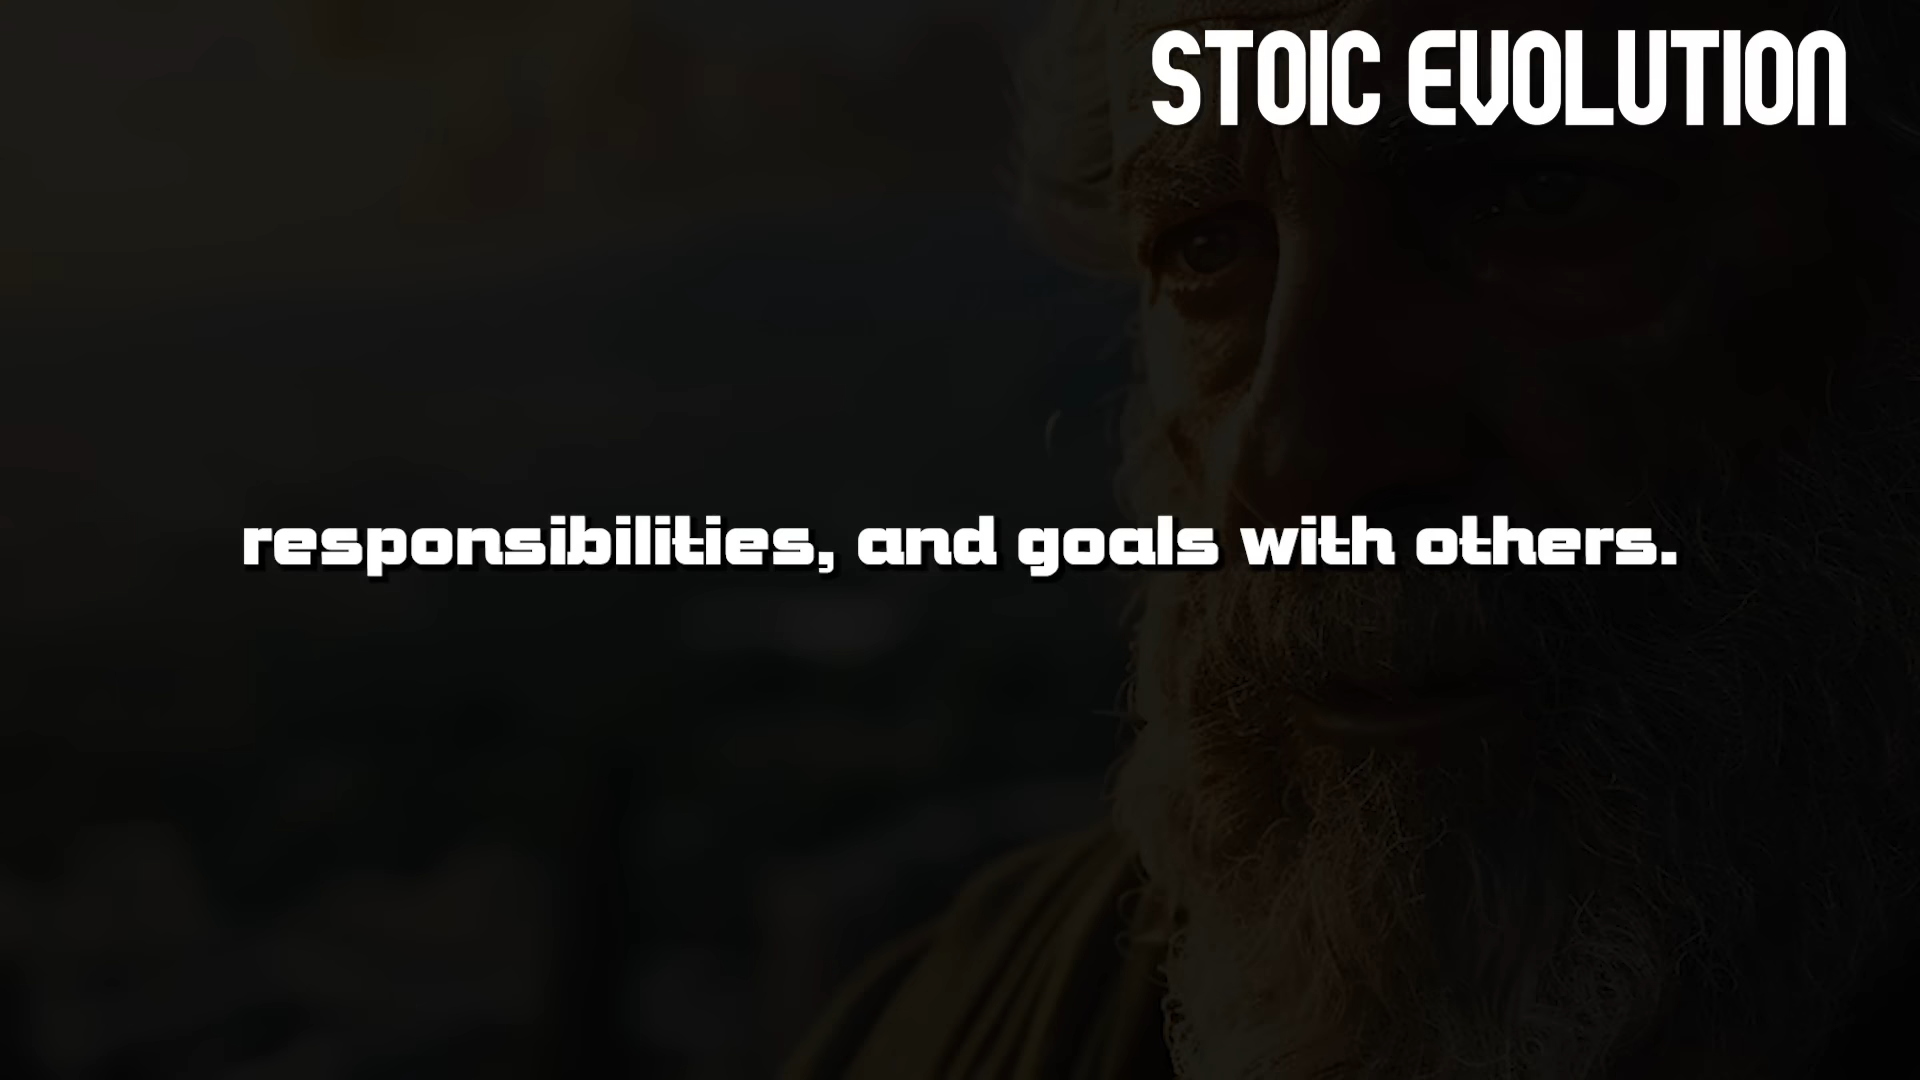 STOIC EVOLUTION
responsibilities, and goals with others.